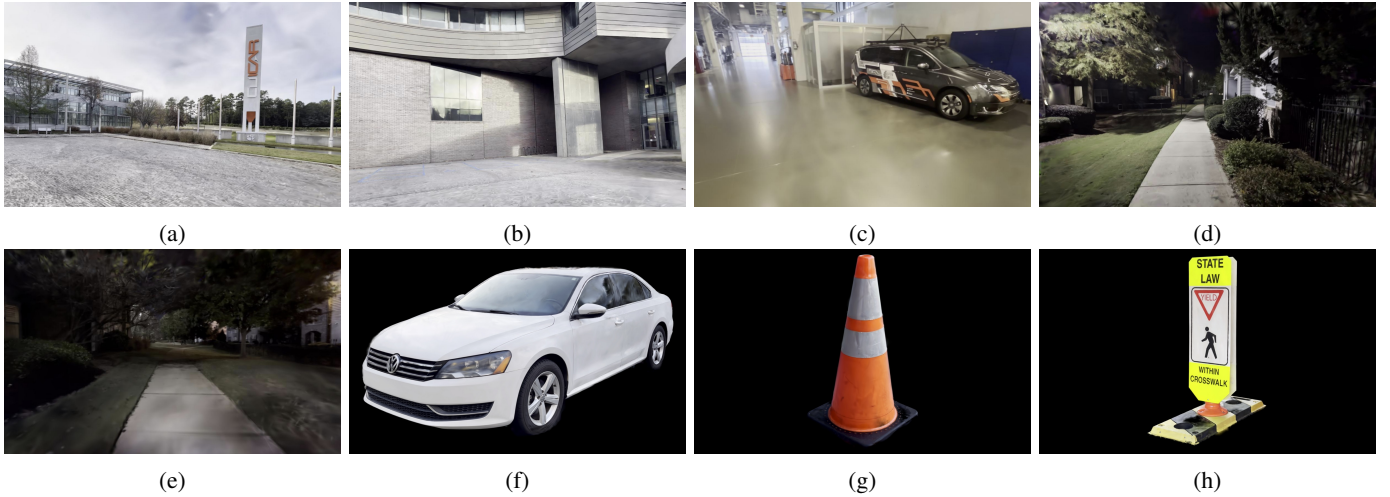 (a)
(b)
(c)
(d)
STATE
LAW
YIELD
WITHIN
CROSSWALK
(e)
(f)
(g)
(h)